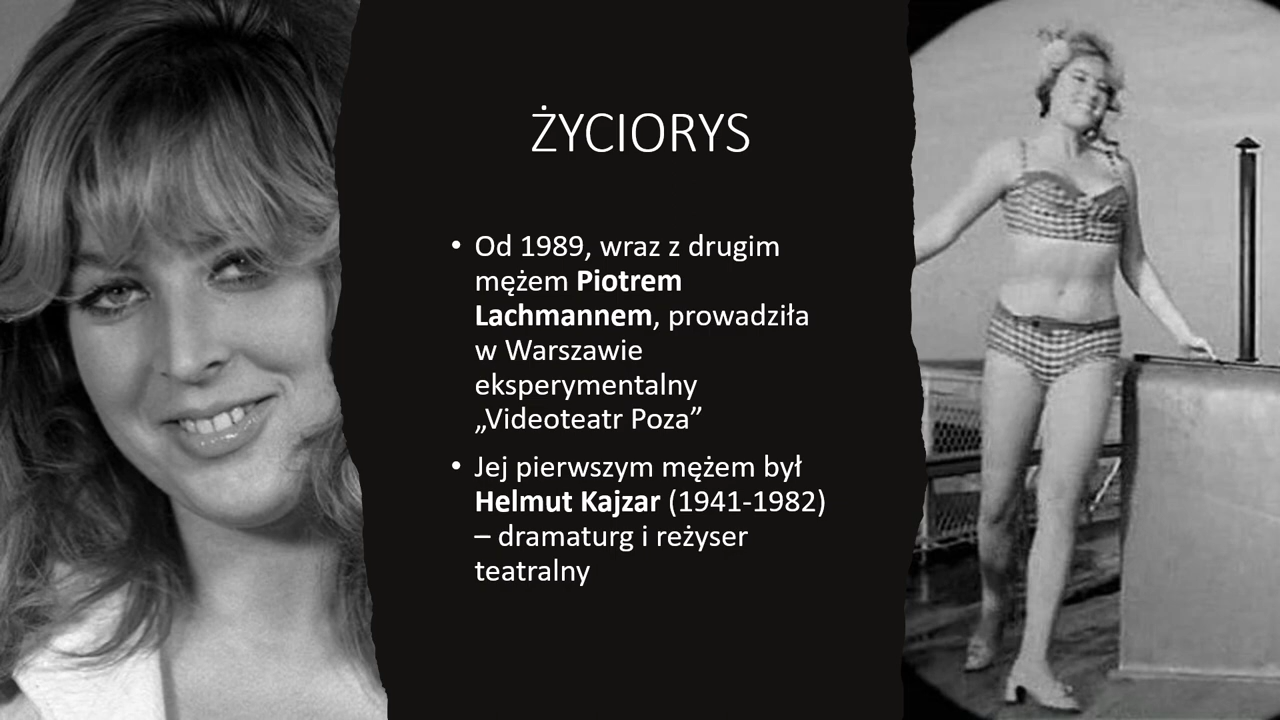 ŻYCIORYS
• Od 1989, wraz z drugim
mężem Piotrem
Lachmannem, prowadziła
w Warszawie
eksperymentalny
„Videoteatr Poza”
• Jej pierwszym mężem był
Helmut Kajzar (1941-1982)
– dramaturg i reżyser
teatralny